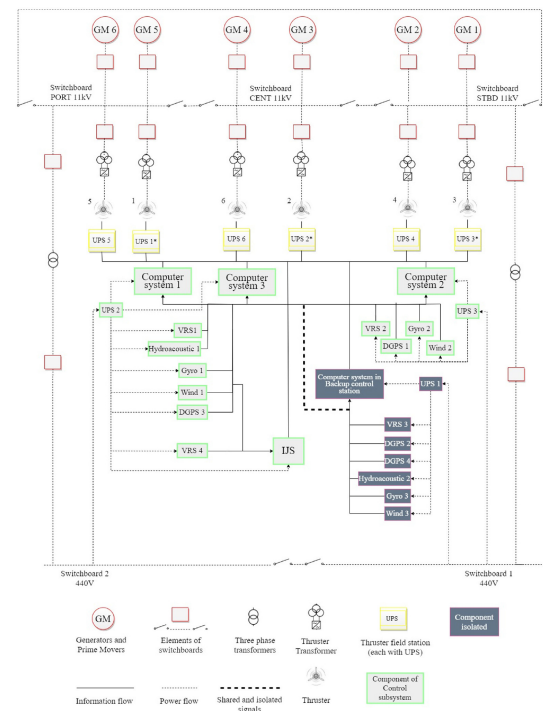 GM 6
GM 5
GM 4
GM 3
GM 2
GM 1
Switchboard
PORT 11kV
Switchboard
CENT 11kV
Switchboard
STBD 11kV
5
1
6
2
4
3
UPS 5
UPS 1*
UPS 6
UPS 2*
UPS 4
UPS 3*
Computer
system 1
Computer
system 3
Computer
system 2
UPS 2
UPS 3
VRS1
VRS 2
Gyro 2
Hydroacoustic 1
DGPS 1
Wind 2
Gyro 1
Computer system in
Backup control
station
UPS 1
Wind 1
DGPS 3
VRS 3
VRS 4
IJS
DGPS 2
DGPS 4
Hydroacoustic 2
Gyro 3
Wind 3
Switchboard 2
440V
Switchboard 1
440V
GM
UPS
Component
isolated
Generators and
Prime Movers
Elements of
switchboards
Three phase
transformers
Thruster
Transformer
Thruster field station
(each with UPS)
Information flow
Power flow
Shared and isolated
signals
Thruster
Component of
Control
subsystem